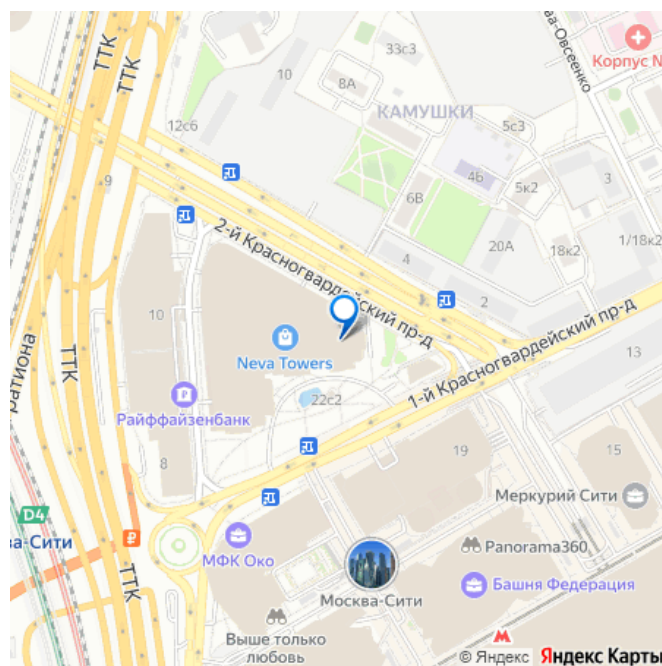 ва-Овсеенко
Корпус №
33с3
ТТК
ТТК
10
8А
КАМУШКИ
12с6
5с3
9
4Б
5к2
3
6В
20А
18к2
1/18к2
2-й Красногвардейский пр-д
4
2
10
Neva Towers
1-й Красногвардейский пр-д
13
ратиона
ТТК
Райффайзенбанк
22с2
8
19
15
Меркурий Сити
D4
ва-Сити
МФК Око
Panorama360
Москва-Сити
Башня Федерация
ТТК
Выше только
любовь
© Яндекс Яндекс Карты